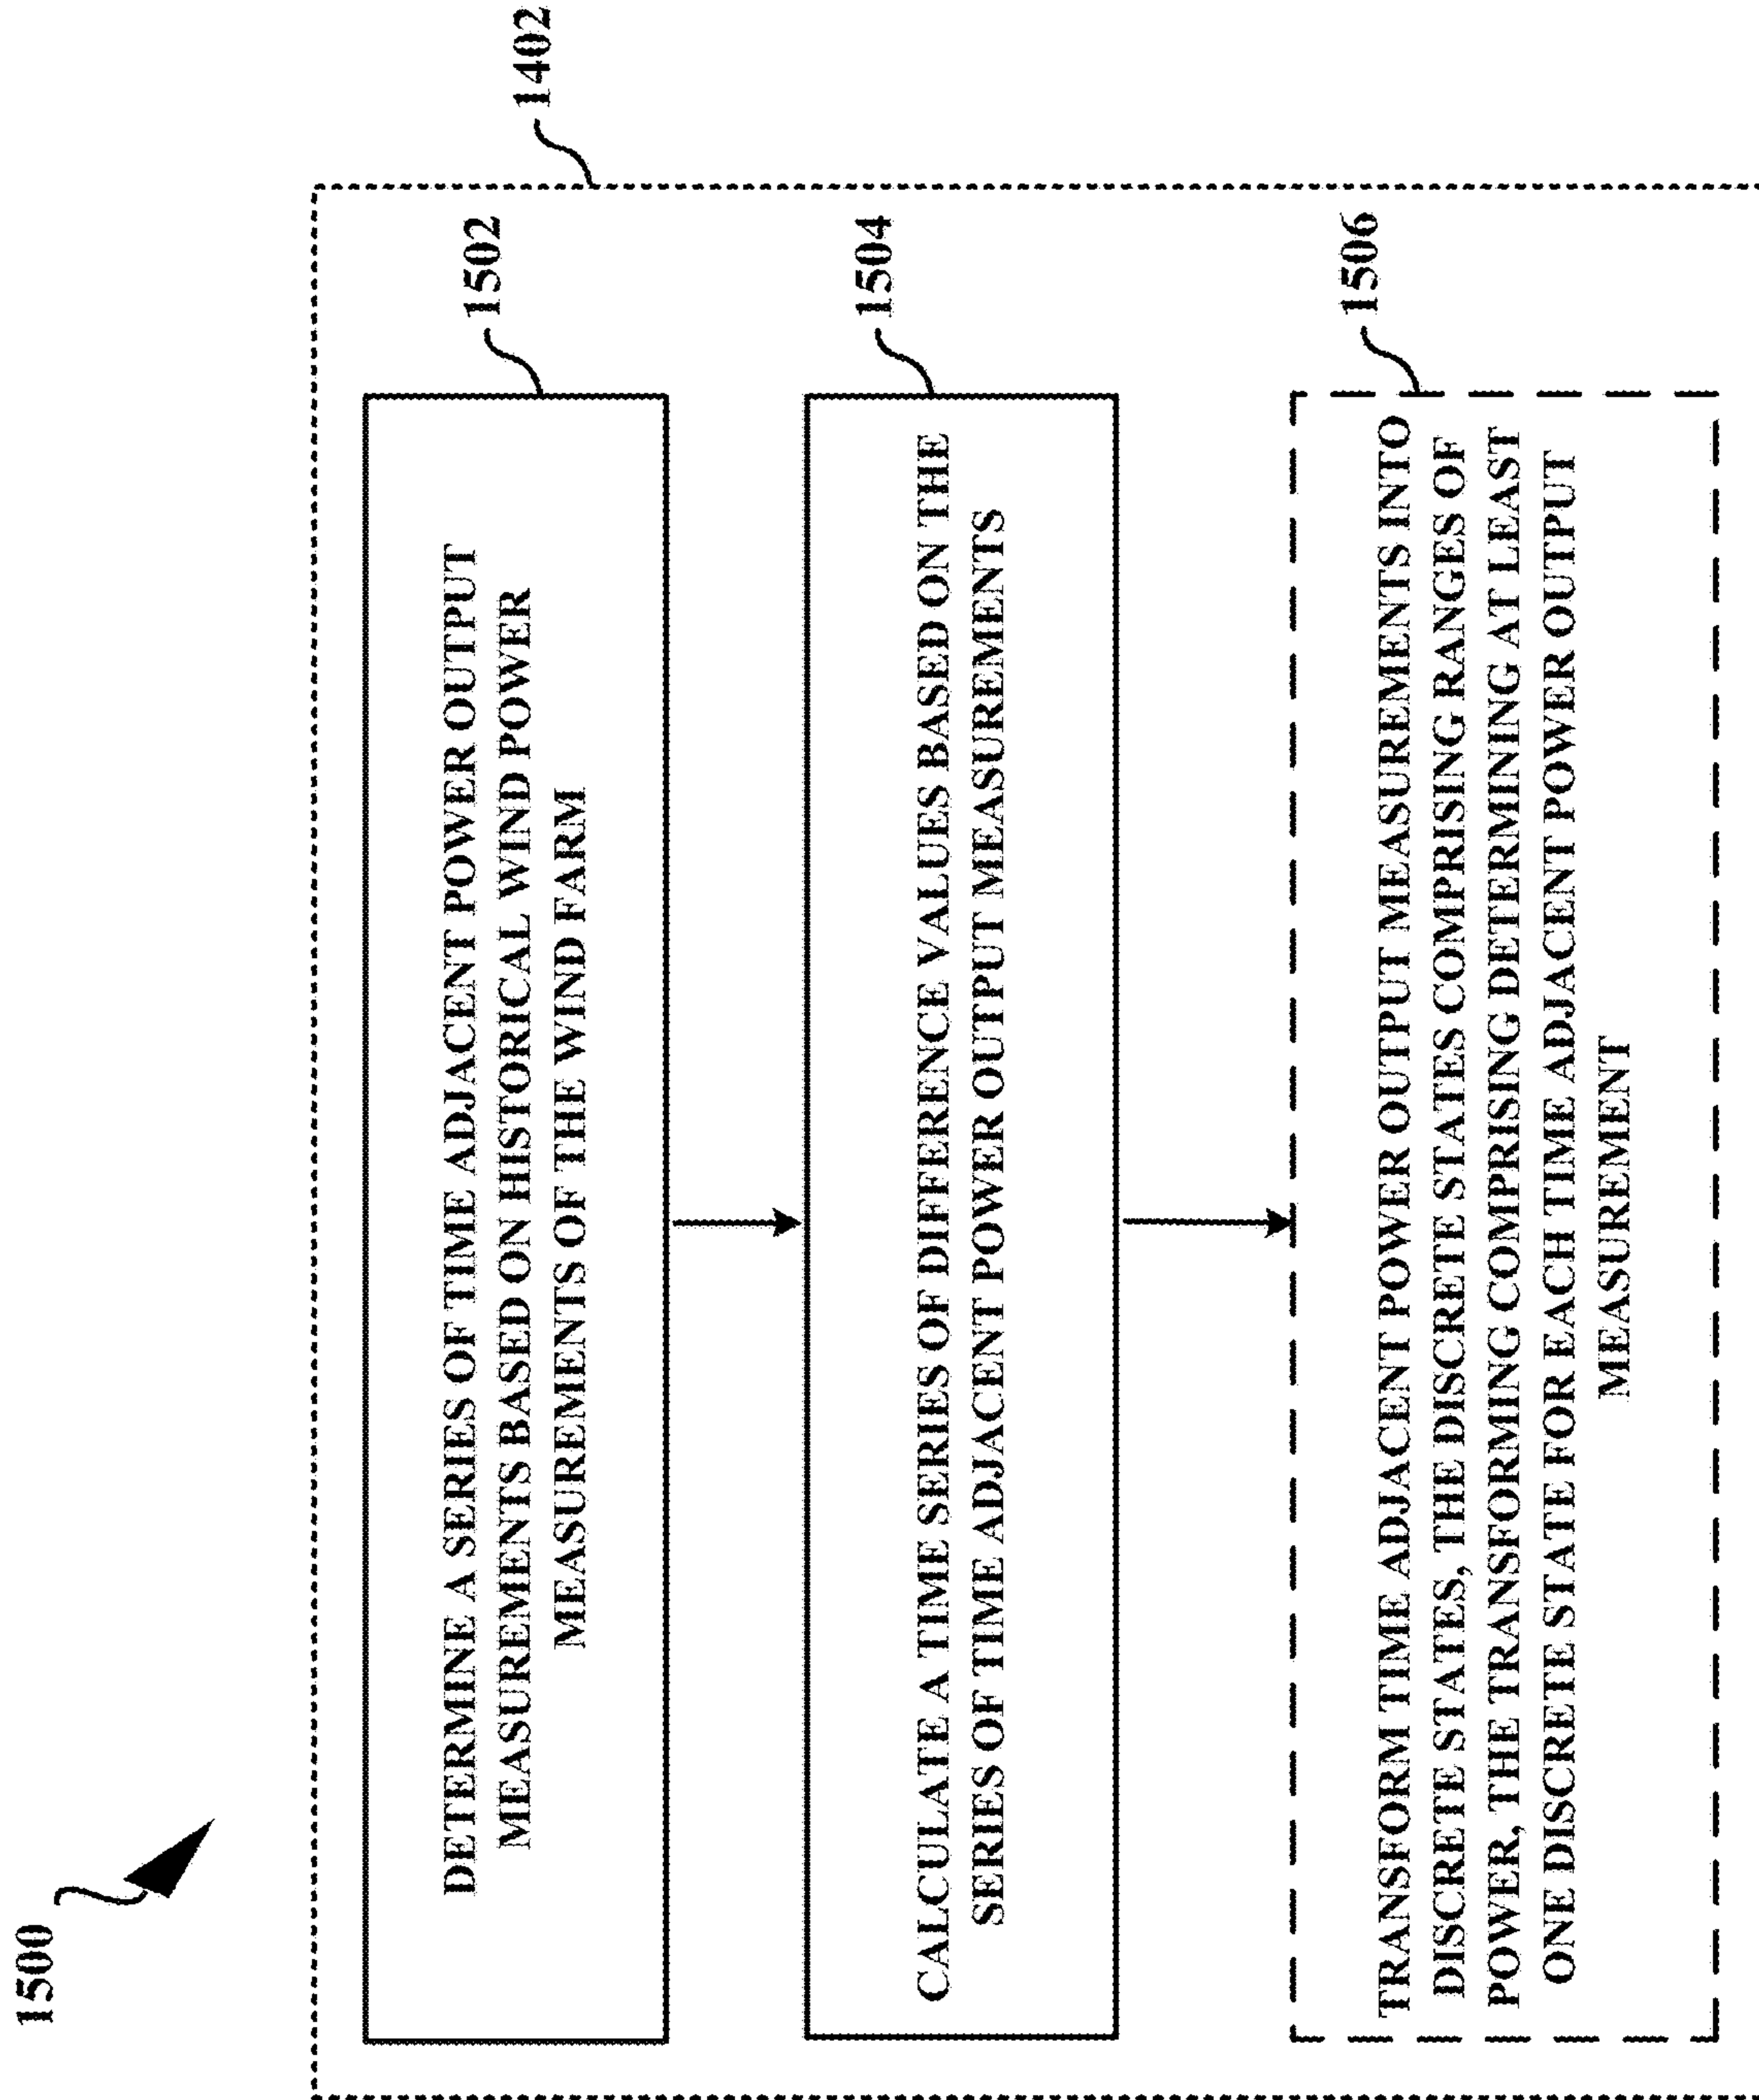 1500
1402
1502
DETERMINE A SERIES OF TIME ADJACENT POWER OUTPUT
MEASUREMENTS BASED ON HISTORICAL WIND POWER
MEASUREMENTS OF THE WIND FARM
1504
CALCULATE A TIME SERIES OF DIFFERENCE VALUES BASED ON THE
SERIES OF TIME ADJACENT POWER OUTPUT MEASUREMENTS
1506
TRANSFORM TIME ADJACENT POWER OUTPUT MEASUREMENTS INTO
DISCRETE STATES, THE DISCRETE STATES COMPRISING RANGES OF
POWER, THE TRANSFORMING COMPRISING DETERMINING AT LEAST
ONE DISCRETE STATE FOR EACH TIME ADJACENT POWER OUTPUT
MEASUREMENT